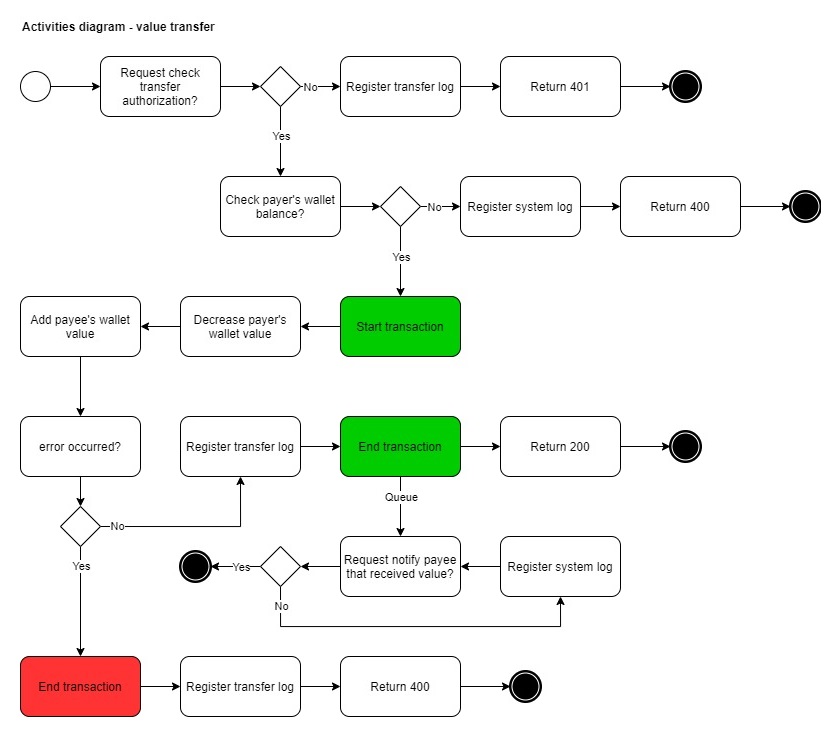 Activities diagram - value transfer
Request check
transfer
authorization?
No
Register transfer log
Return 401
Yes
Check payer's wallet
balance?
No
Register system log
Return 400
Yes
Add payee's wallet
value
Decrease payer's
wallet value
Start transaction
error occurred?
Register transfer log
End transaction
Return 200
Queue
No
Yes
Yes
Request notify payee
that received value?
Register system log
No
End transaction
Register transfer log
Return 400